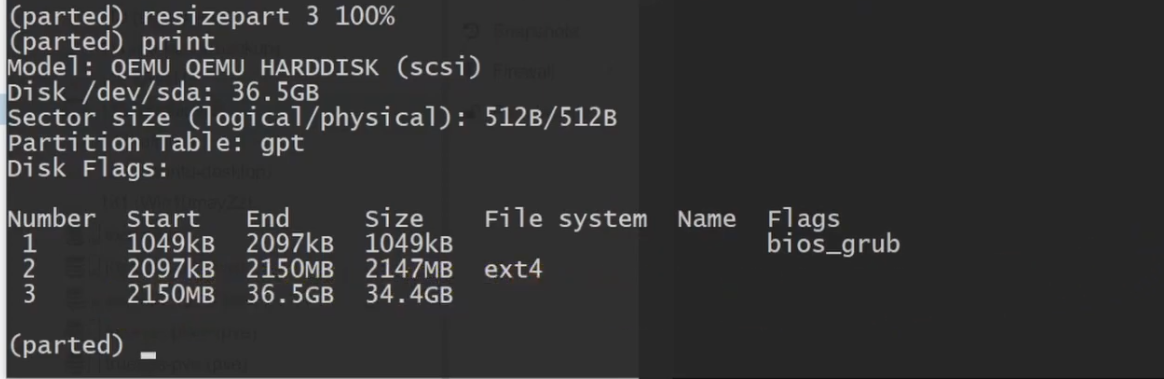 (parted) resizepart 3 100%
(parted) print
Model: QEMU QEMU HARDDISK (scsi)
Disk /dev/sda: 36.5GB
Sector size (logical/physical): 512B/512B
Partition Table: gpt
Disk Flags:
Number  Start   End     Size    File system  Name  Flags
 1      1049kB  2097kB  1049kB                     bios_grub
 2      2097kB  2150MB  2147MB  ext4
 3      2150MB  36.5GB  34.4GB
(parted)
Snapshots
Firewall